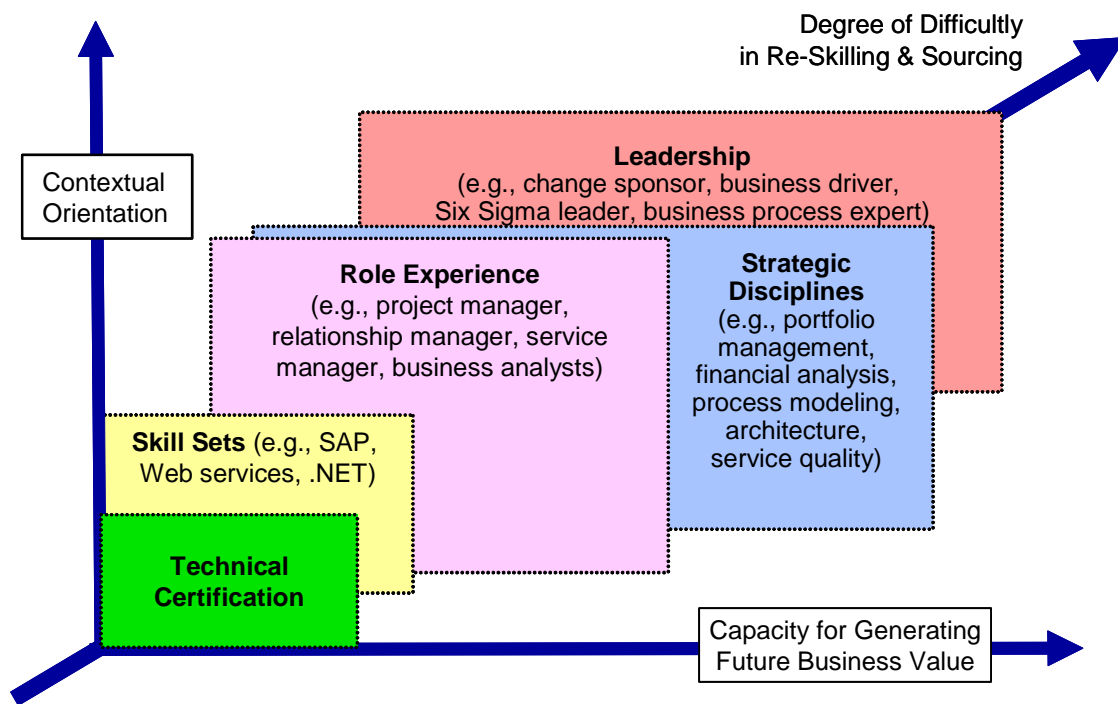 Degree of Difficultly
in Re-Skilling & Sourcing
Contextual
Orientation
Leadership
(e.g., change sponsor, business driver,
Six Sigma leader, business process expert)
Role Experience
(e.g., project manager,
relationship manager, service
manager, business analysts)
Strategic
Disciplines
(e.g., portfolio
management,
financial analysis,
process modeling,
architecture,
service quality)
Skill Sets (e.g., SAP,
Web services, .NET)
Technical
Certification
Capacity for Generating
Future Business Value